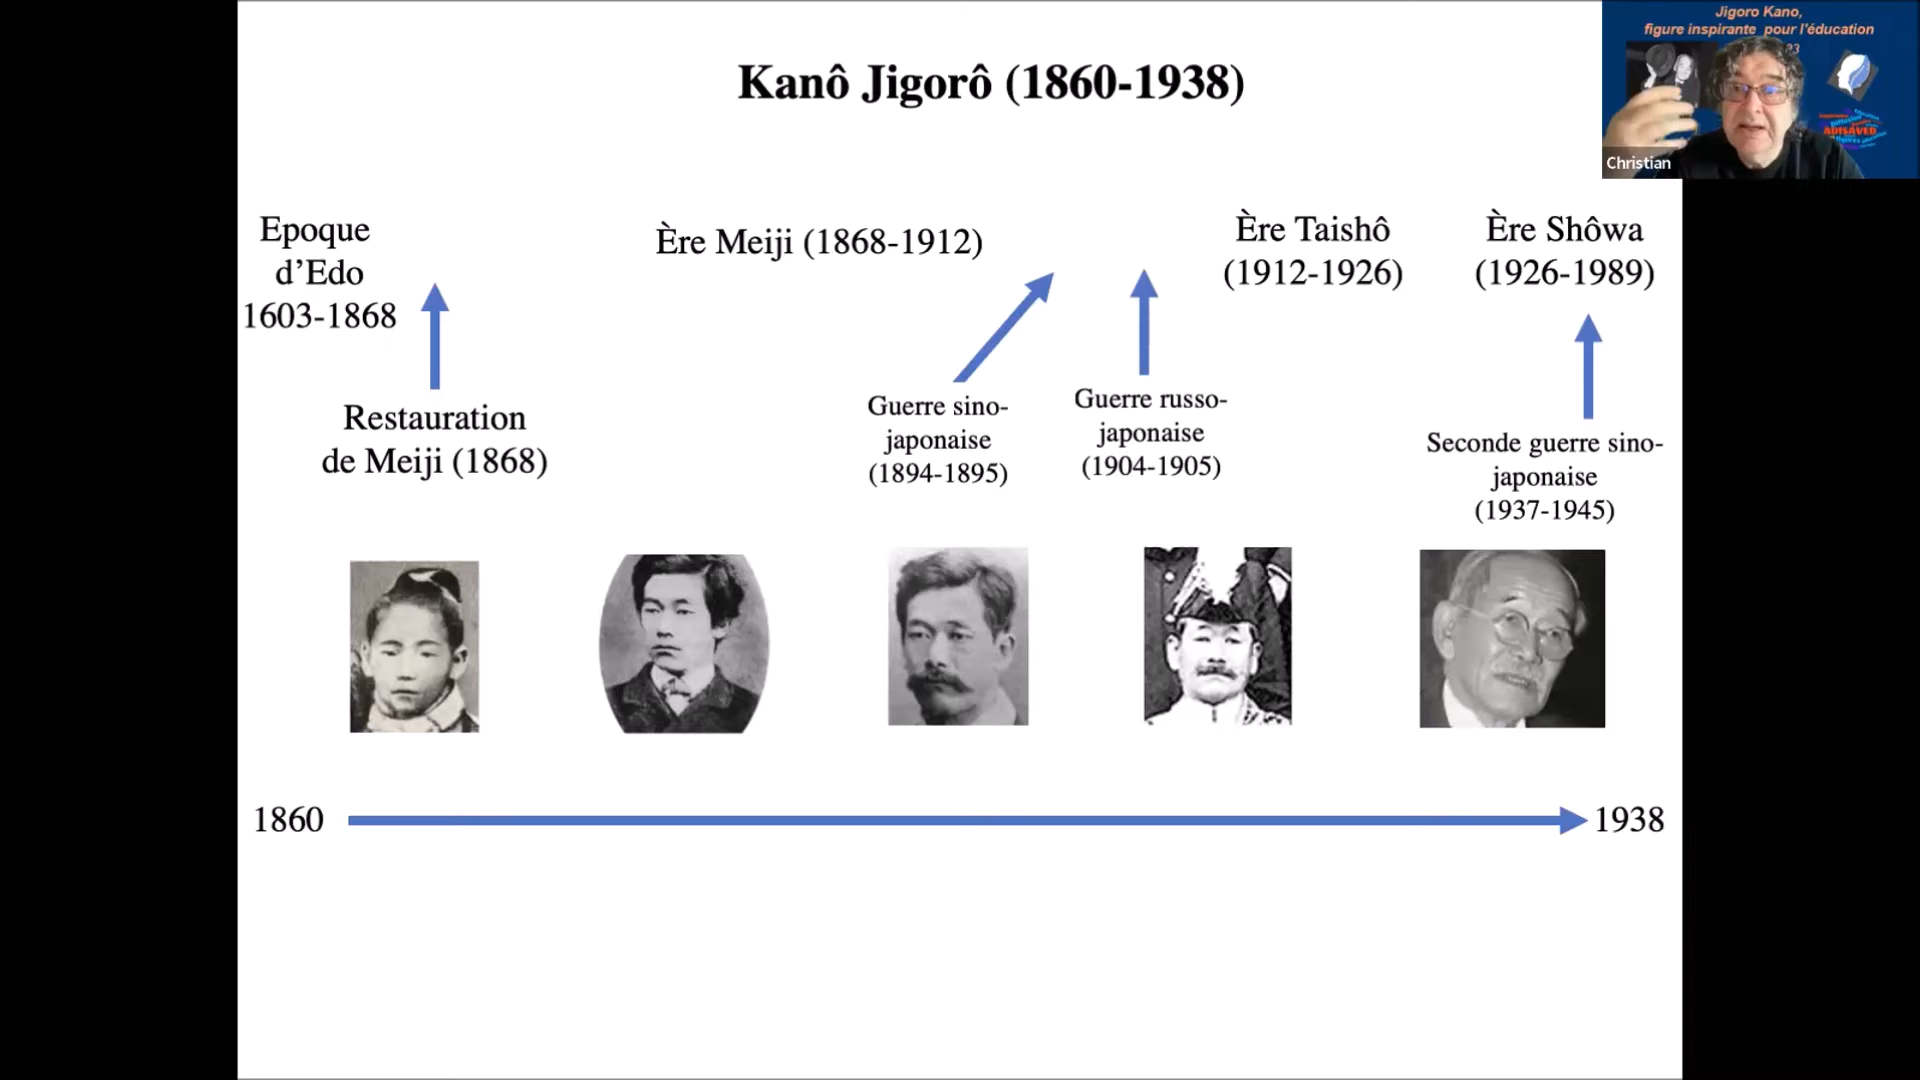 Kanô Jigorô (1860-1938)
Jigoro Kano,
figure inspirante pour l'éducation
23
ADISAVED
Christian
Epoque
d’Edo
1603-1868
Ère Meiji (1868-1912)
Ère Taishô
(1912-1926)
Ère Shôwa
(1926-1989)
Restauration
de Meiji (1868)
Guerre sino-
japonaise
(1894-1895)
Guerre russo-
japonaise
(1904-1905)
Seconde guerre sino-
japonaise
(1937-1945)
1860
1938